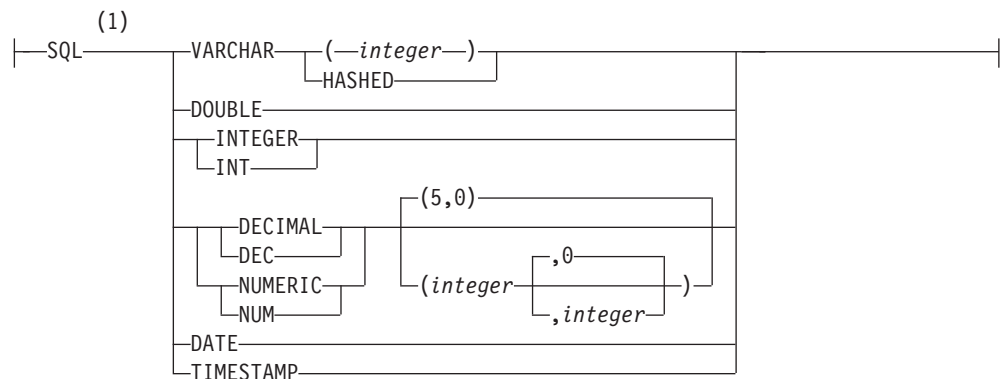 (1)
SQL VARCHAR ( integer )
HASHED
DOUBLE
INTEGER
INT
(5,0)
DECIMAL
DEC ,0
NUMERIC (integer )
NUM ,integer
DATE
TIMESTAMP